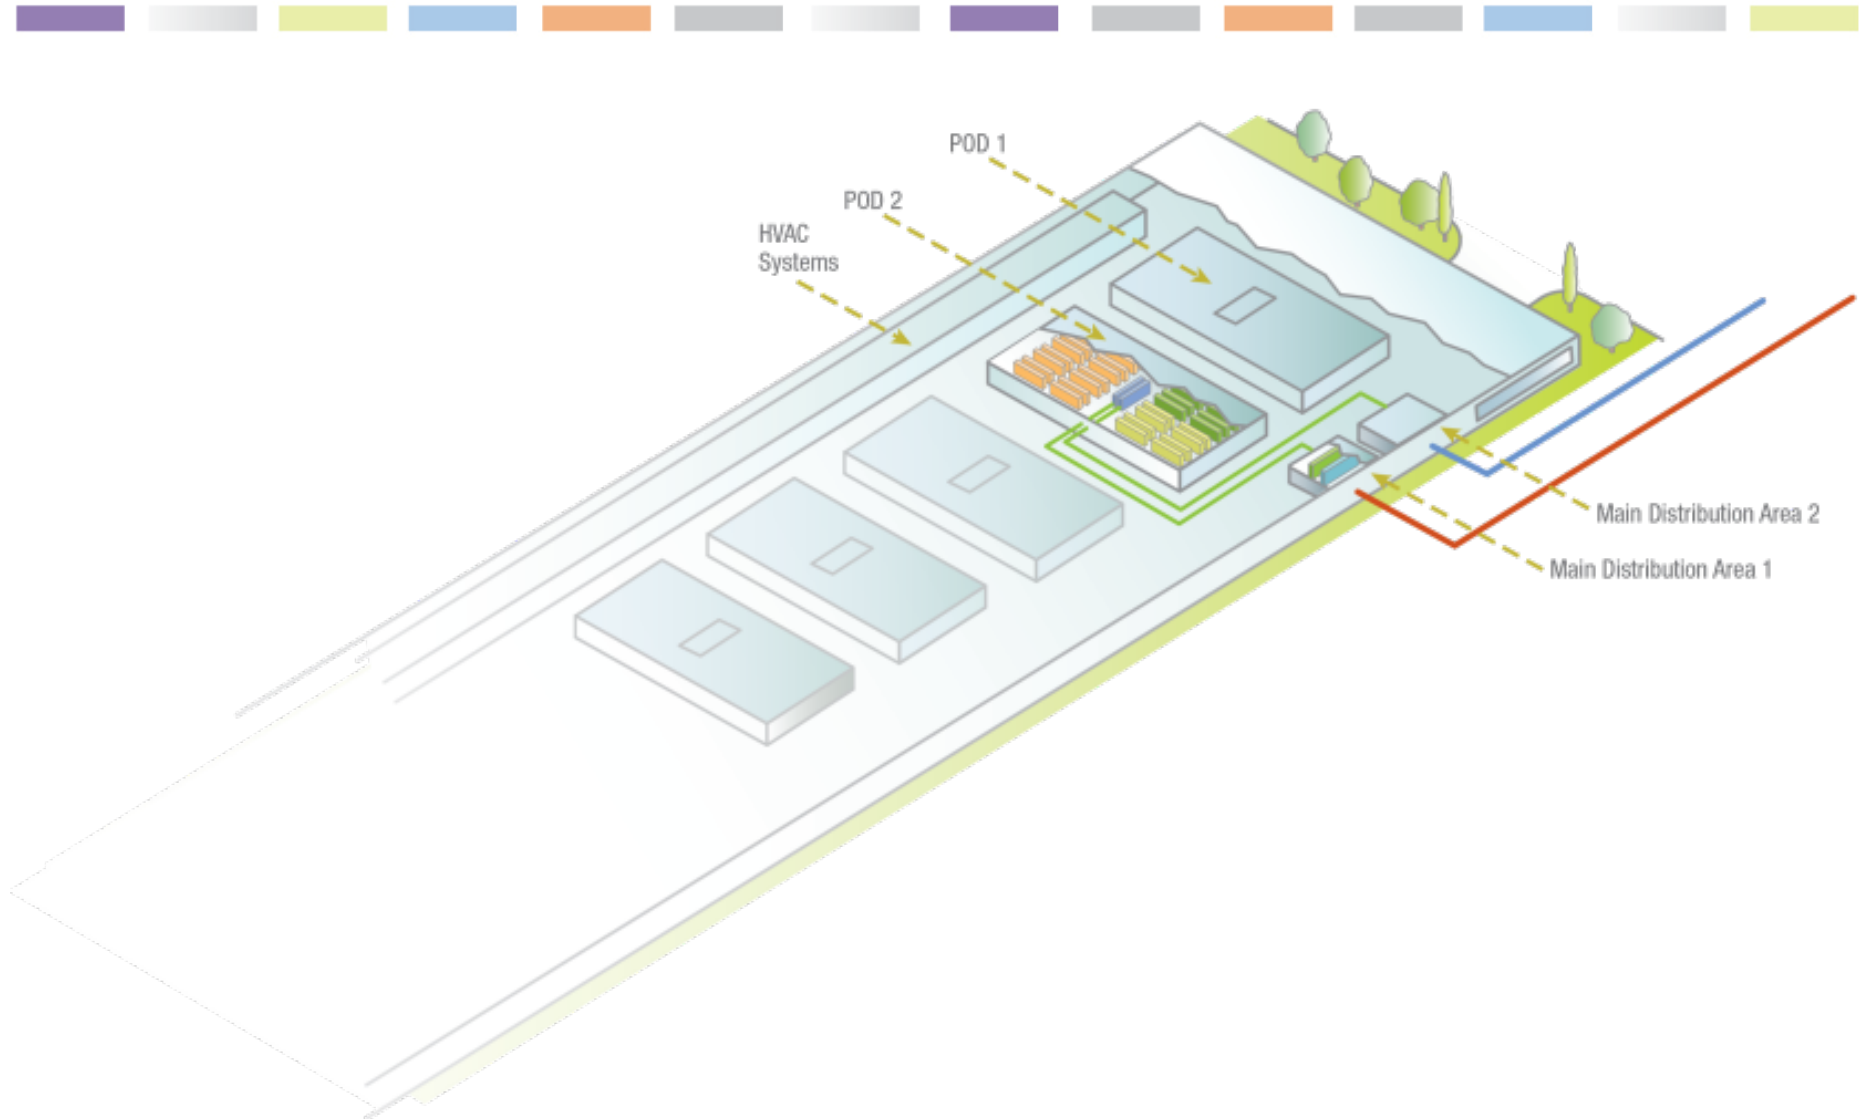 POD 1
POD 2
HVAC
Systems
Main Distribution Area 2
Main Distribution Area 1